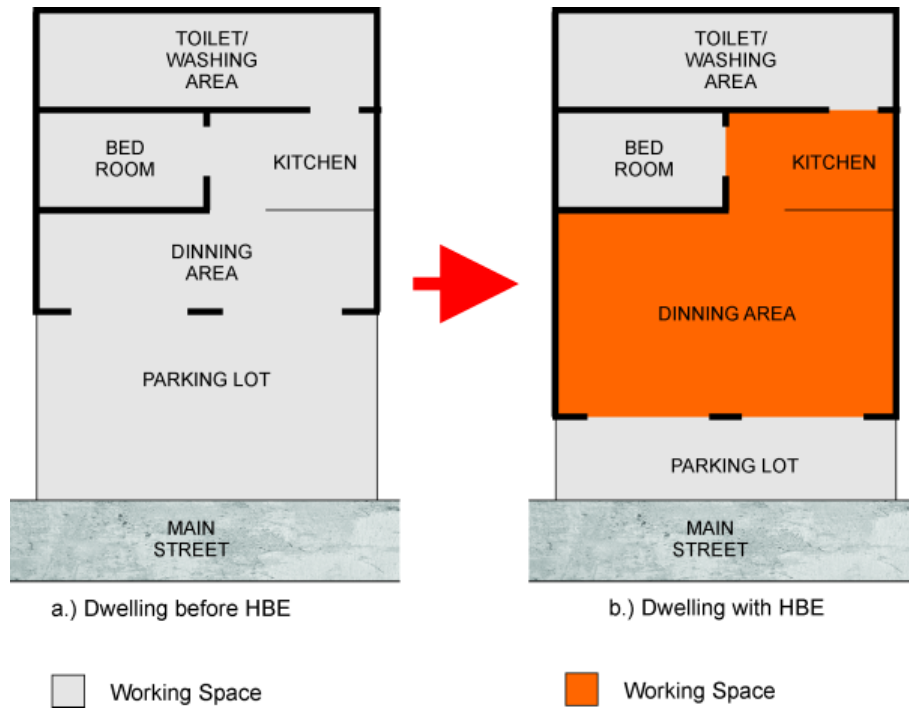 TOILET/
WASHING
AREA
BED
ROOM
KITCHEN
DINNING
AREA
PARKING LOT
MAIN
STREET
a.) Dwelling before HBE
Working Space
TOILET/
WASHING
AREA
BED
ROOM
KITCHEN
DINNING AREA
PARKING LOT
MAIN
STREET
b.) Dwelling with HBE
Working Space